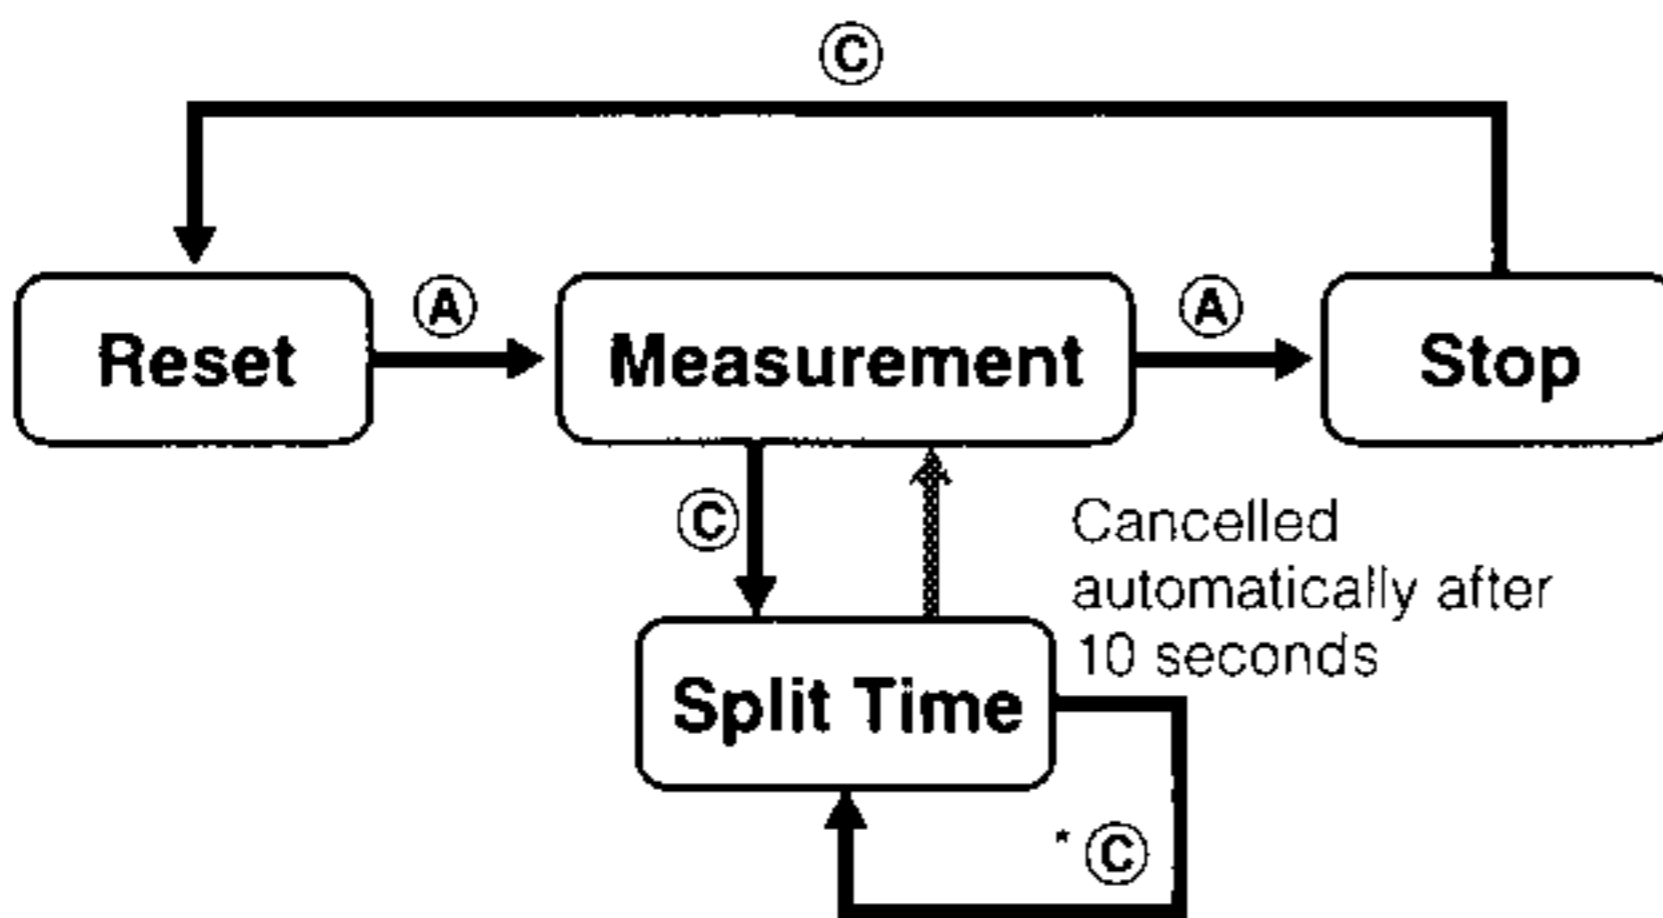 Ⓒ
Reset
Ⓐ
Measurement
Ⓐ
Stop
Ⓒ
Cancelled
automatically after
10 seconds
Split Time
* Ⓒ